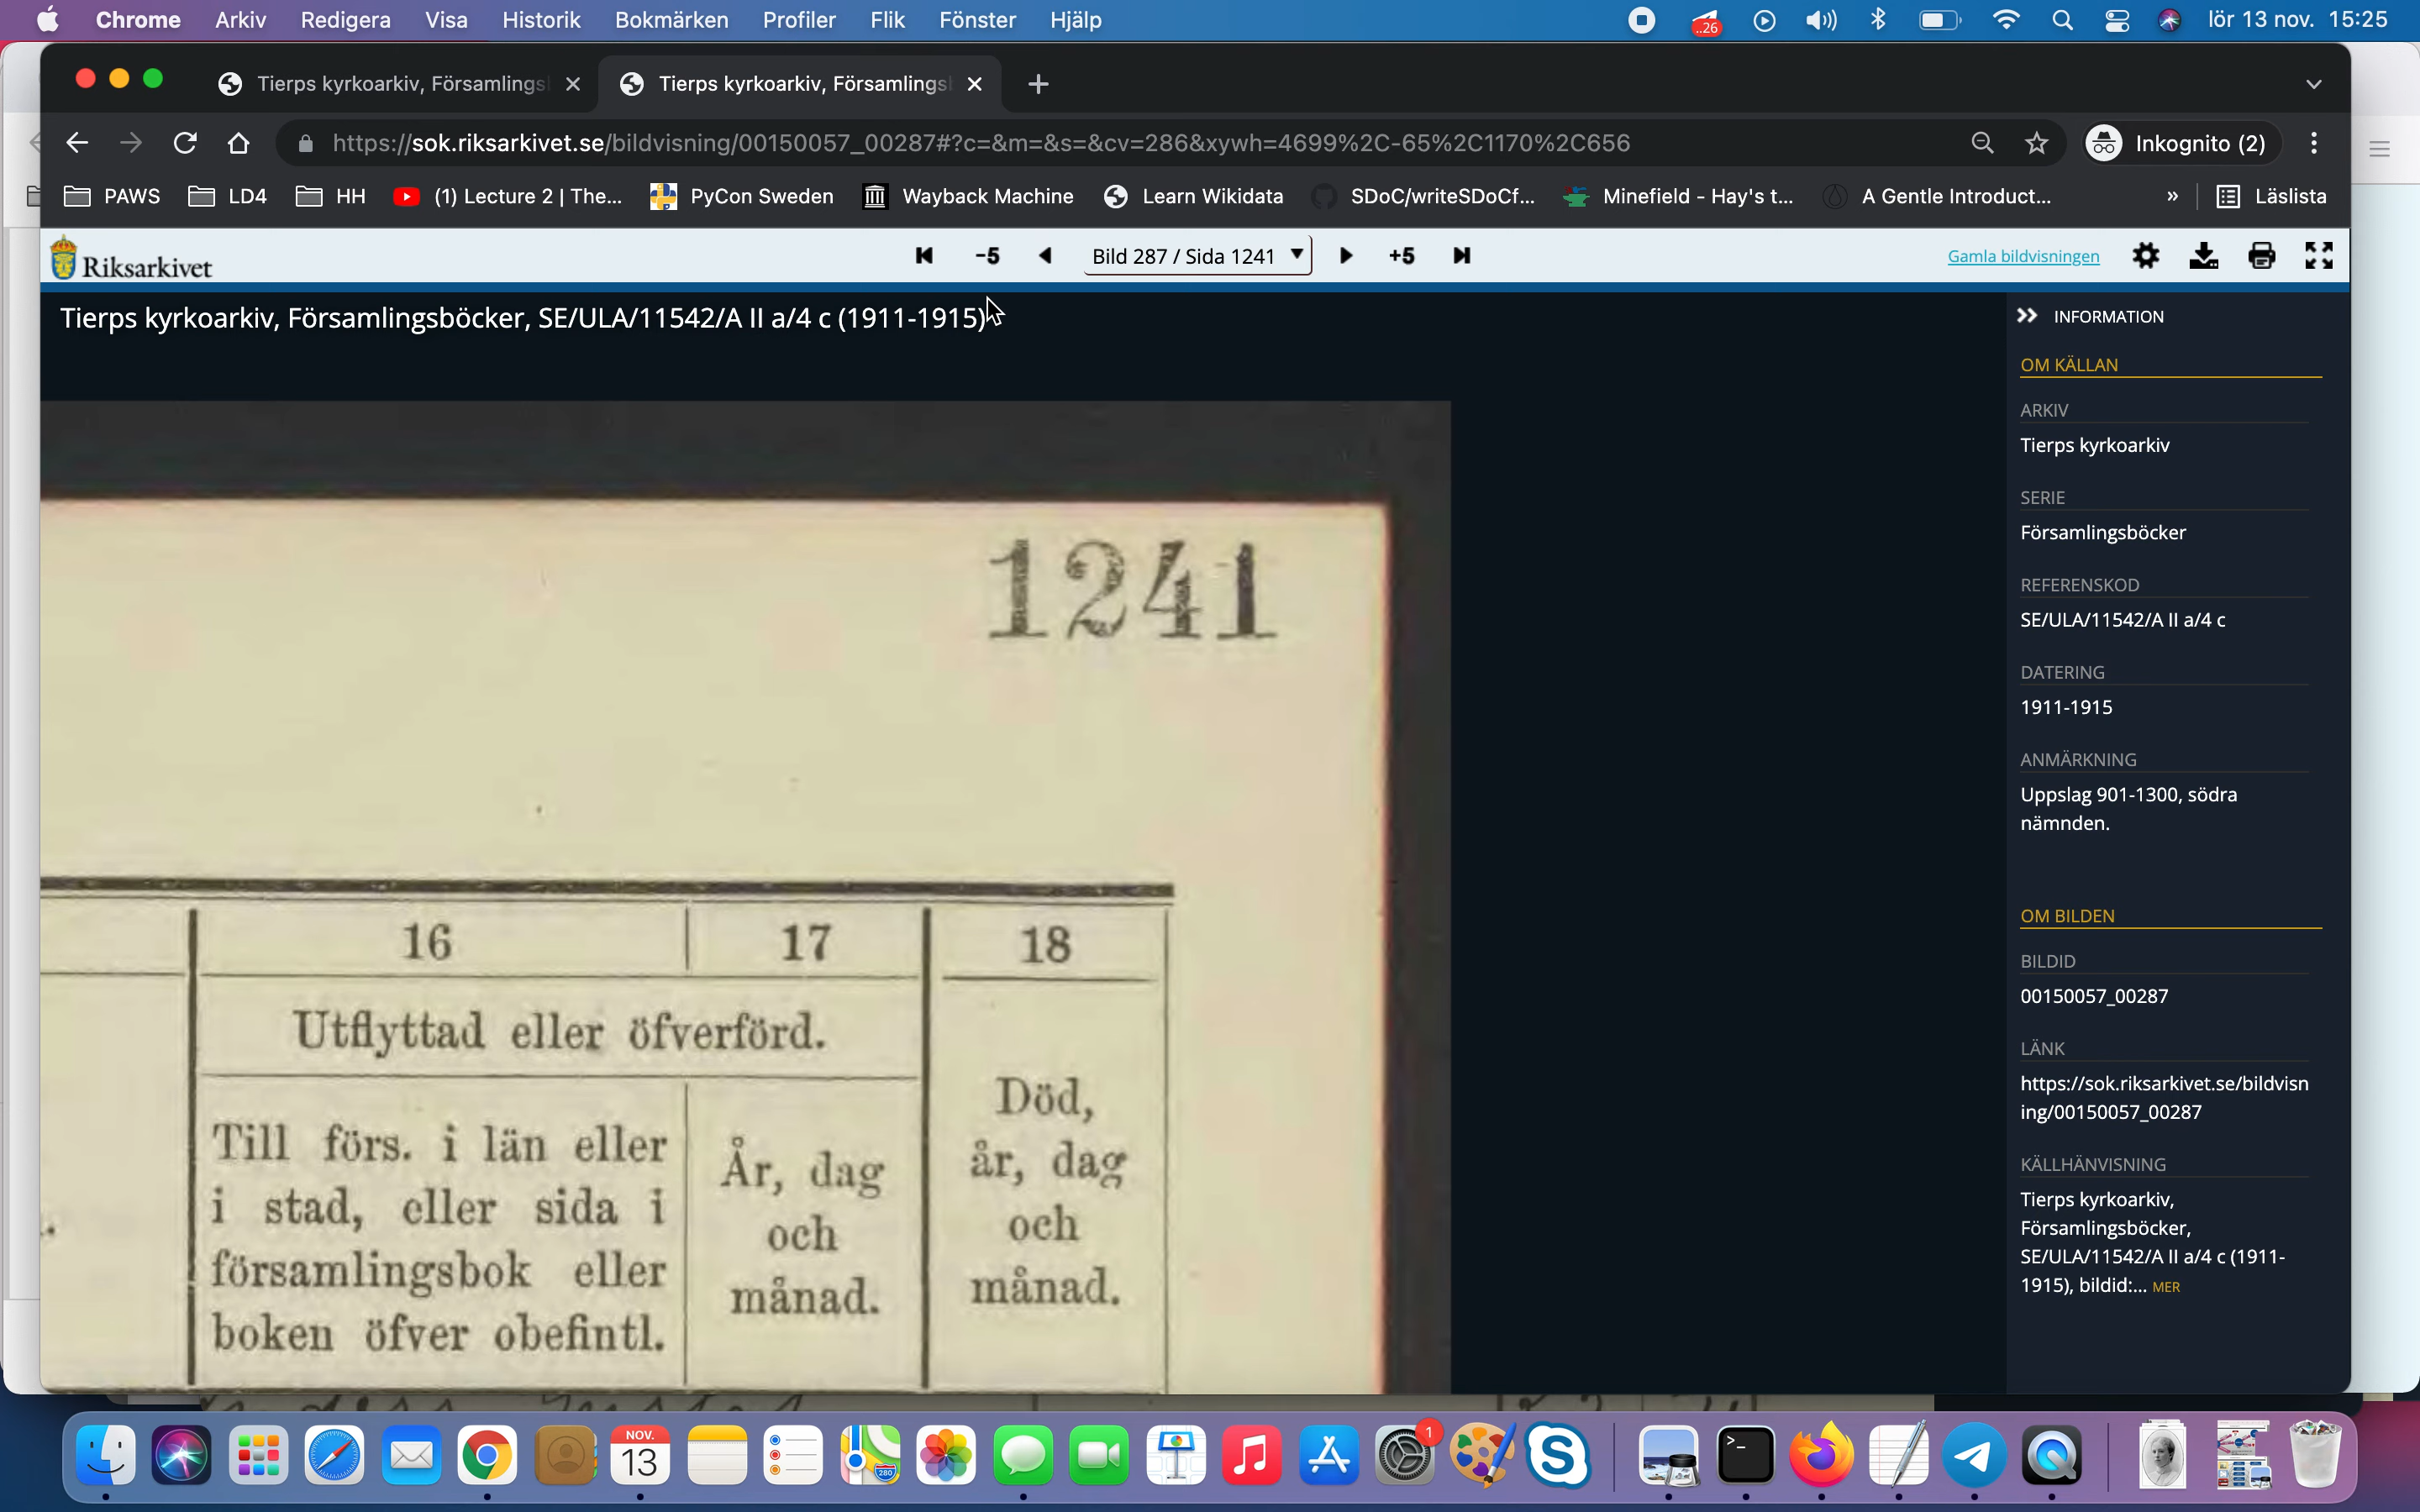 Chrome Arkiv Redigera Visa Historik Bokmärken Profiler Flik Fönster Hjälp ..26 lör 13 nov. 15:25
Tierps kyrkoarkiv, Församlings Tierps kyrkoarkiv, Församlings
https://sok.riksarkivet.se/bildvisning/00150057_00287#?c=&m=&s=&cv=286&xywh=4699%2C-65%2C1170%2C656 Inkognito (2)
PAWS LD4 HH (1) Lecture 2 | The... PyCon Sweden Wayback Machine Learn Wikidata SDoC/writeSDoCf... Minefield - Hay's t... A Gentle Introduct... » Läslista
Riksarkivet -5 Bild 287 / Sida 1241 +5 Gamla bildvisningen
Tierps kyrkoarkiv, Församlingsböcker, SE/ULA/11542/A II a/4 c (1911-1915)
1241
16 17 18
Utflyttad eller öfverförd.
Till förs. i län eller
i stad, eller sida i
församlingsbok eller
boken öfver obefintl.
År, dag
och
månad.
Död,
år, dag
och
månad.
INFORMATION
OM KÄLLAN
ARKIV
Tierps kyrkoarkiv
SERIE
Församlingsböcker
REFERENSKOD
SE/ULA/11542/A II a/4 c
DATERING
1911-1915
ANMÄRKNING
Uppslag 901-1300, södra
nämnden.
OM BILDEN
BILDID
00150057_00287
LÄNK
https://sok.riksarkivet.se/bildvisn
ing/00150057_00287
KÄLLHÄNVISNING
Tierps kyrkoarkiv,
Församlingsböcker,
SE/ULA/11542/A II a/4 c (1911-
1915), bildid:... MER
NOV.
13
280
1